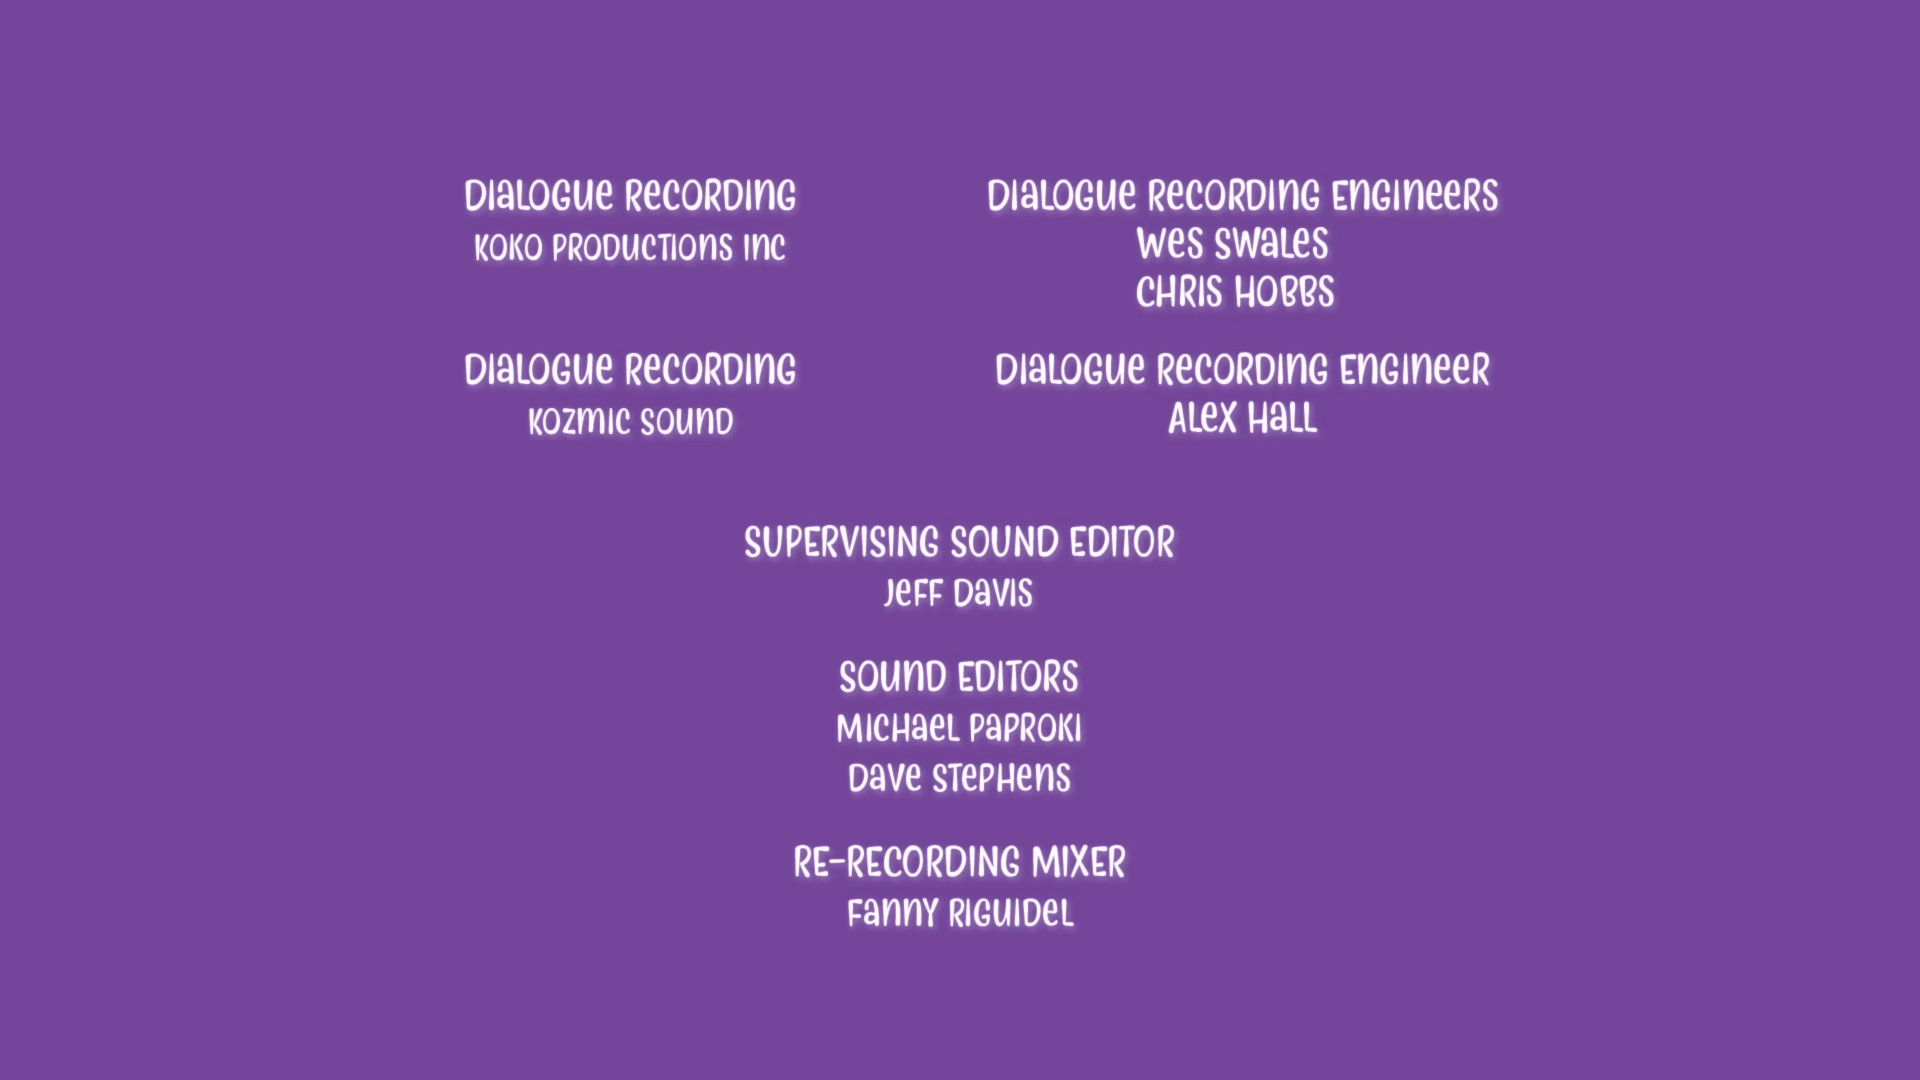 DIALOGUE RECORDING
KOKO PRODUCTIONS INC
DIALOGUE RECORDING ENGINEERS
WES SWALES
CHRIS HOBBS
DIALOGUE RECORDING
KOZMIC SOUND
DIALOGUE RECORDING ENGINEER
ALEX HALL
SUPERVISING SOUND EDITOR
JEFF DAVIS
SOUND EDITORS
MICHAEL PAPROKI
DAVE STEPHENS
RE-RECORDING MIXER
FANNY RIGUIDEL